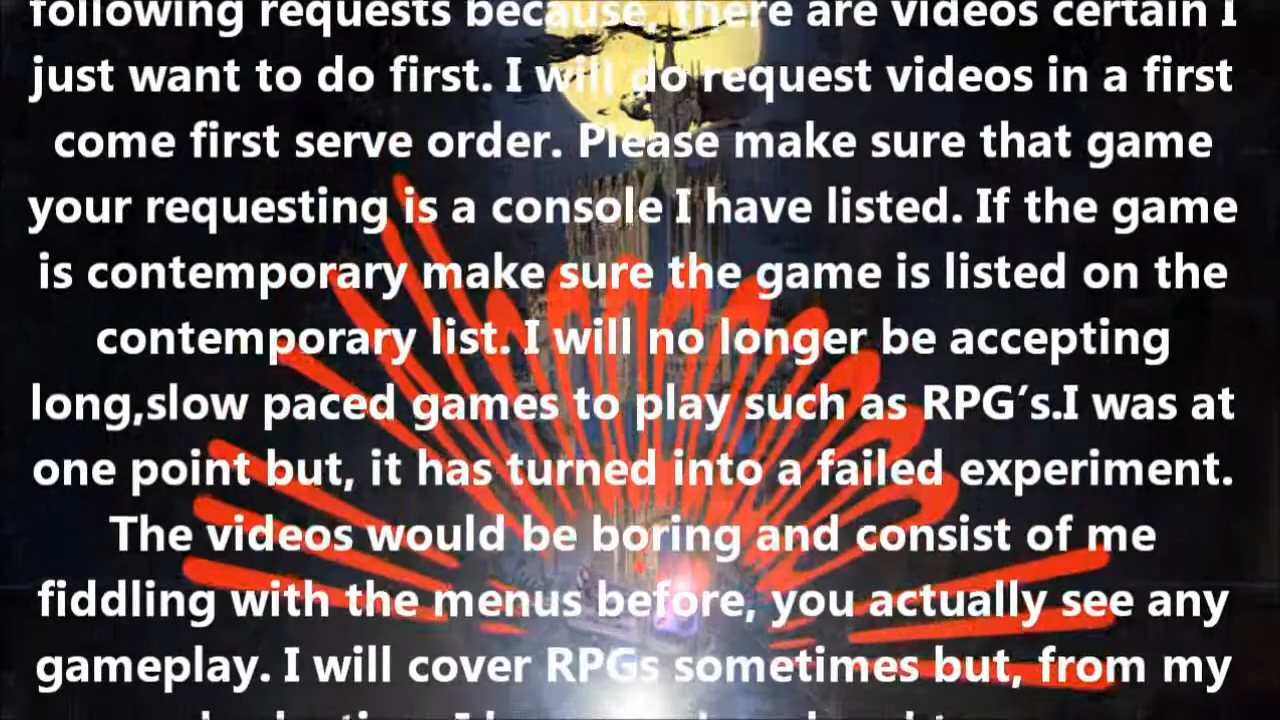 following requests because, there are videos certain I
just want to do first. I will do request videos in a first
come first serve order. Please make sure that game
your requesting is a console I have listed. If the game
is contemporary make sure the game is listed on the
contemporary list. I will no longer be accepting
long,slow paced games to play such as RPG’s.I was at
one point but, it has turned into a failed experiment.
The videos would be boring and consist of me
fiddling with the menus before, you actually see any
gameplay. I will cover RPGs sometimes but, from my